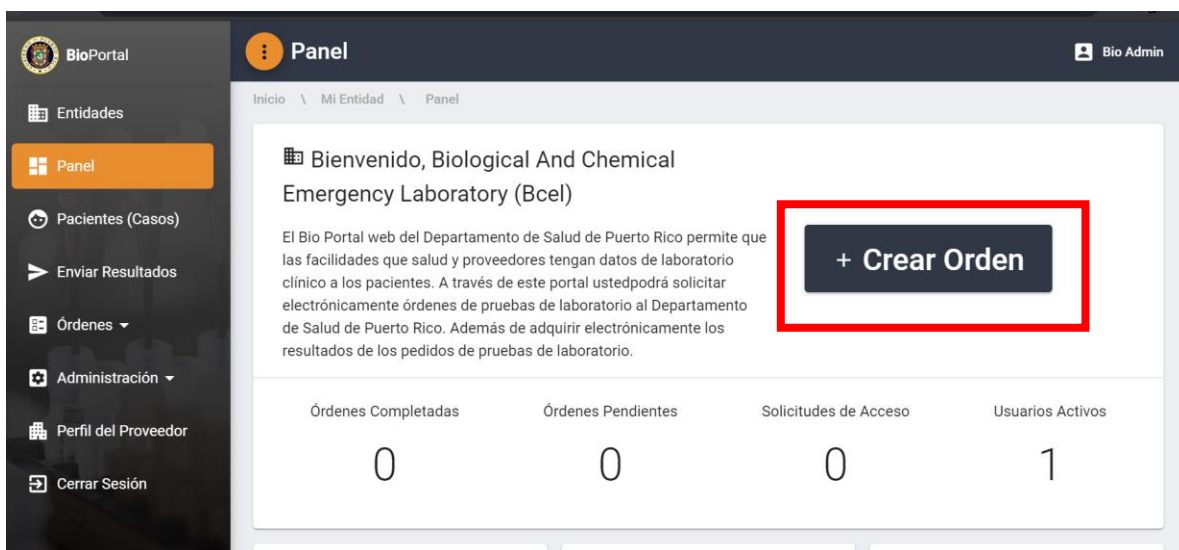 BioPortal
Entidades
Panel
Pacientes (Casos)
Enviar Resultados
Órdenes
Administración
Perfil del Proveedor
Cerrar Sesión
Panel
Bio Admin
Inicio \ Mi Entidad \ Panel
Bienvenido, Biological And Chemical
Emergency Laboratory (Bcel)
El Bio Portal web del Departamento de Salud de Puerto Rico permite que
las facilidades que salud y proveedores tengan datos de laboratorio
clínico a los pacientes. A través de este portal ustedpodrá solicitar
electrónicamente órdenes de pruebas de laboratorio al Departamento
de Salud de Puerto Rico. Además de adquirir electrónicamente los
resultados de los pedidos de pruebas de laboratorio.
+ Crear Orden
Órdenes Completadas
0
Órdenes Pendientes
0
Solicitudes de Acceso
0
Usuarios Activos
1